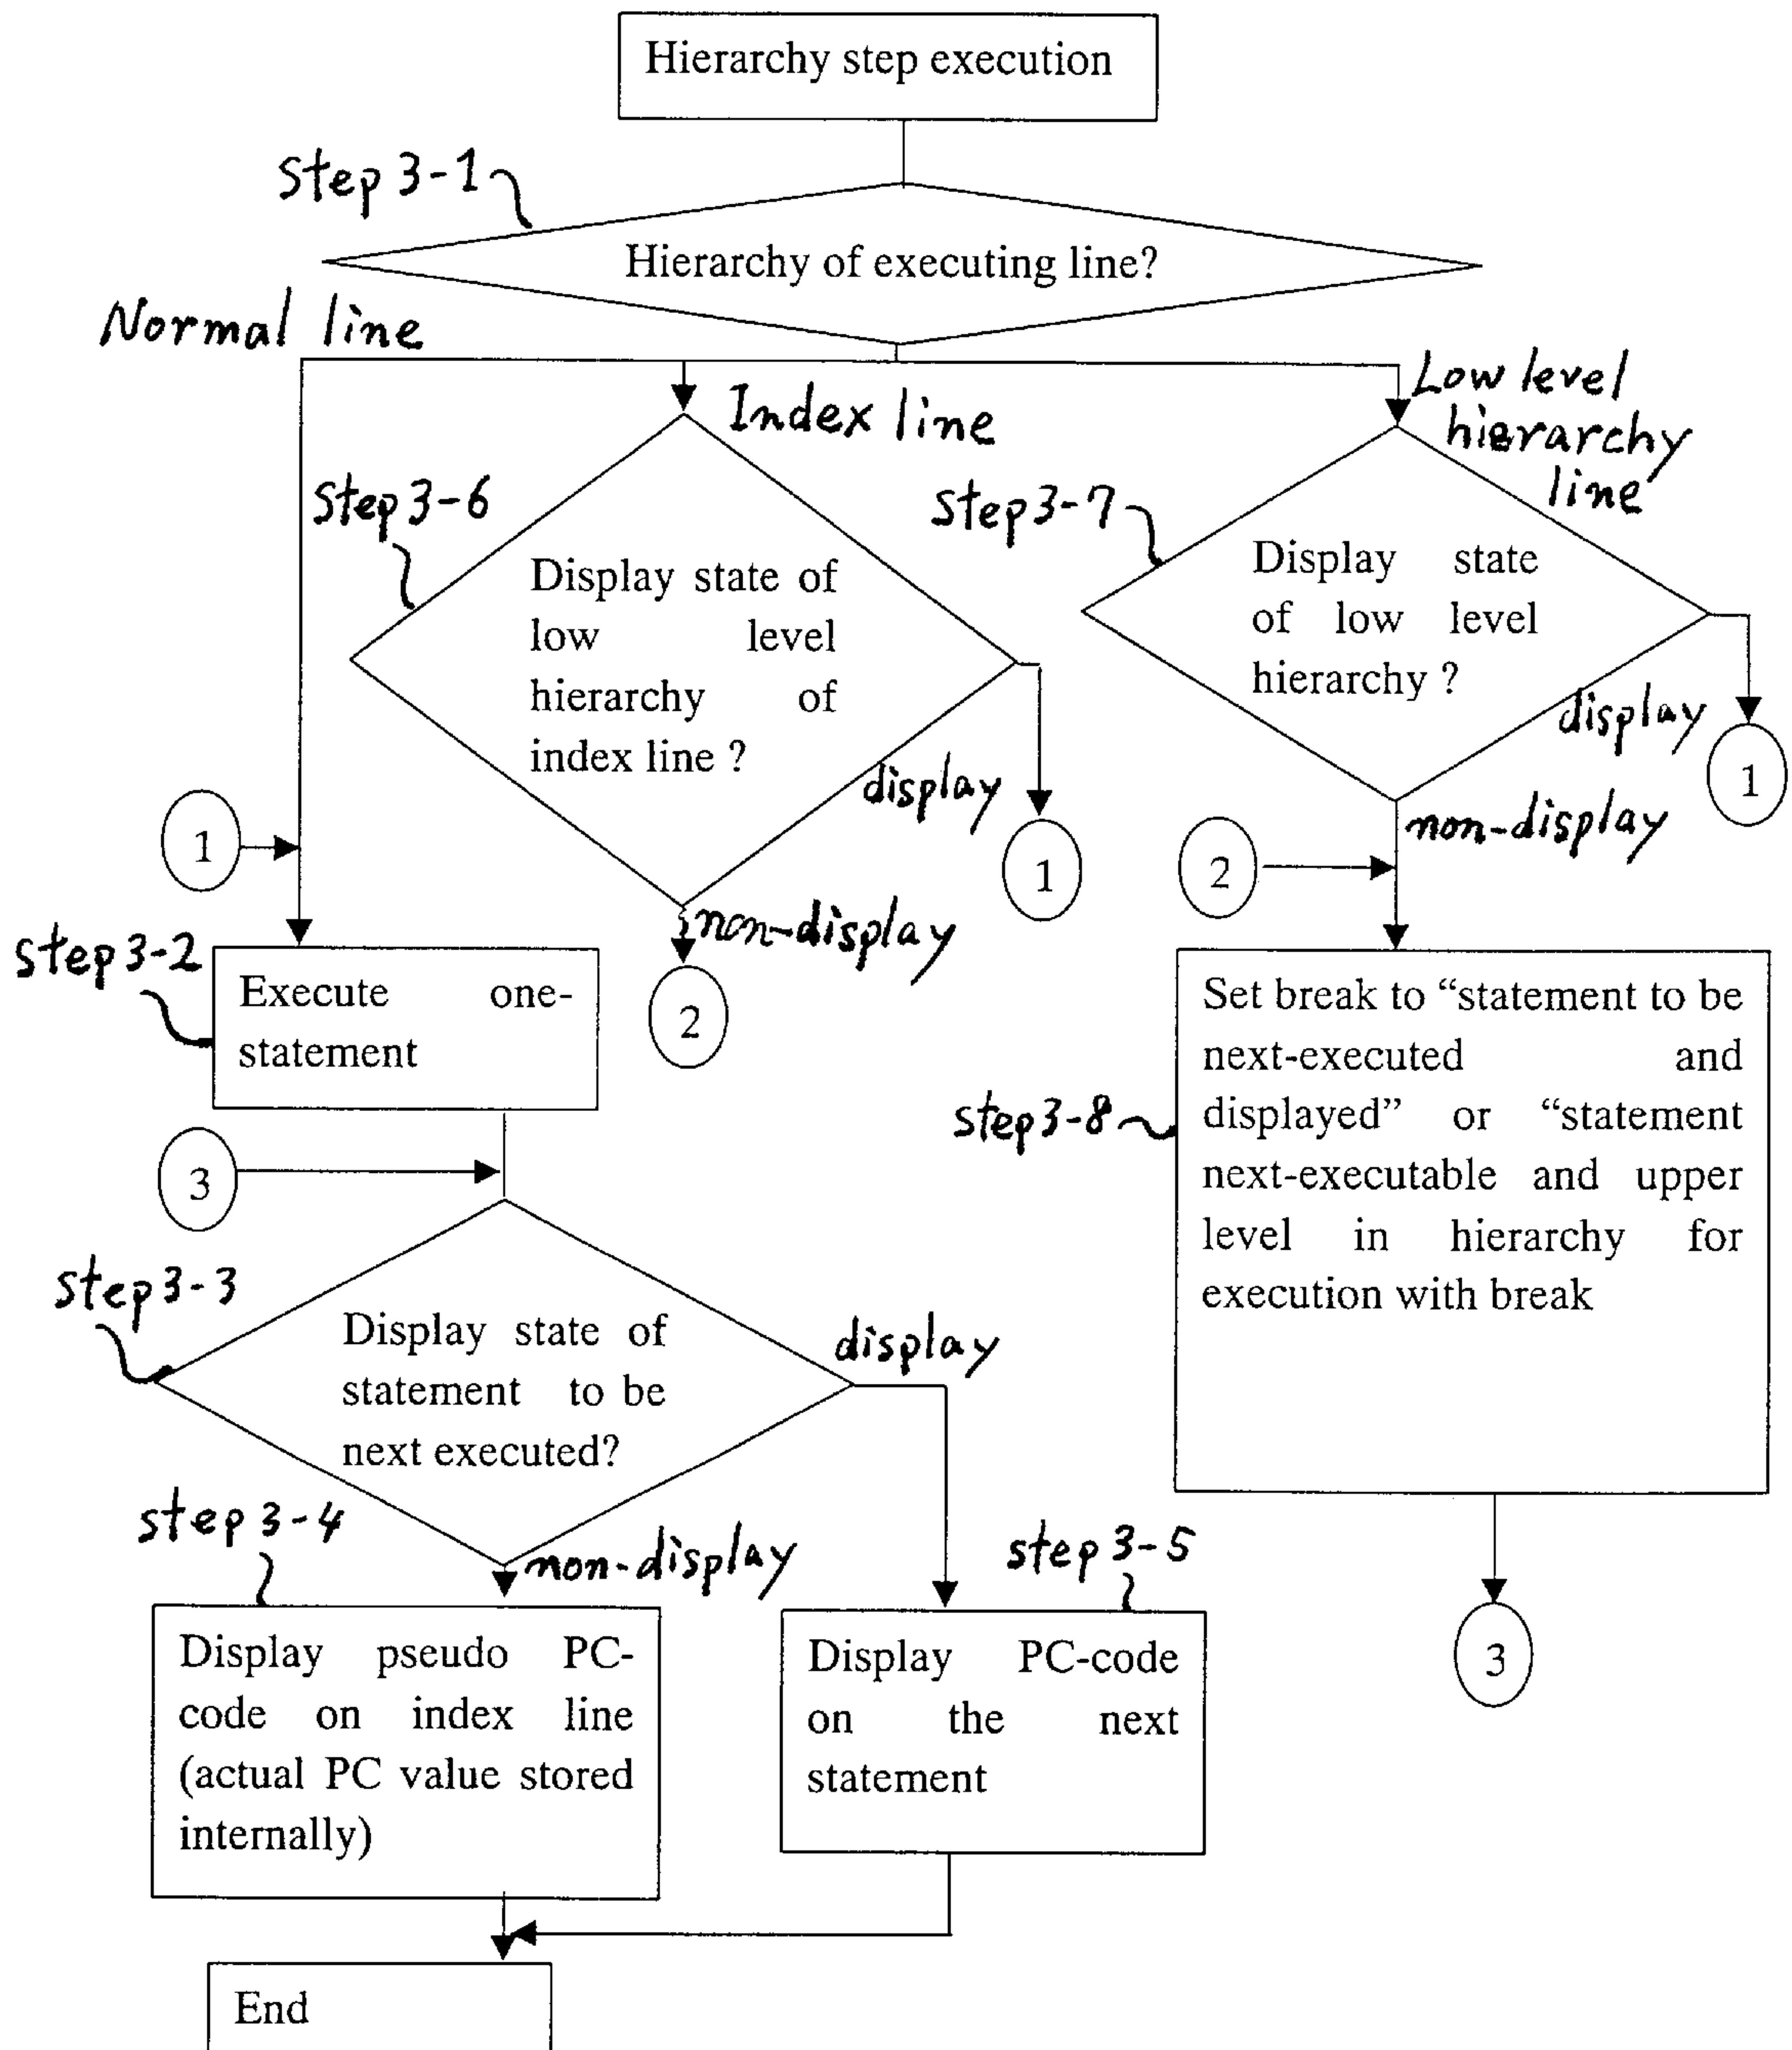 Hierarchy step execution
step 3-1
Hierarchy of executing line?
Normal line
Index line
Low level
hierarchy
line
step 3-6
Display state of
low level
hierarchy of
index line ?
display
1
non-display
2
step 3-7
Display state
of low level
hierarchy ?
display
1
non-display
2
1
step 3-2
Execute one-
statement
3
step 3-3
Display state of
statement to be
next executed?
display
non-display
step 3-4
Display pseudo PC-
code on index line
(actual PC value stored
internally)
step 3-5
Display PC-code
on the next
statement
step 3-8
Set break to “statement to be
next-executed and
displayed” or “statement
next-executable and upper
level in hierarchy for
execution with break
3
End